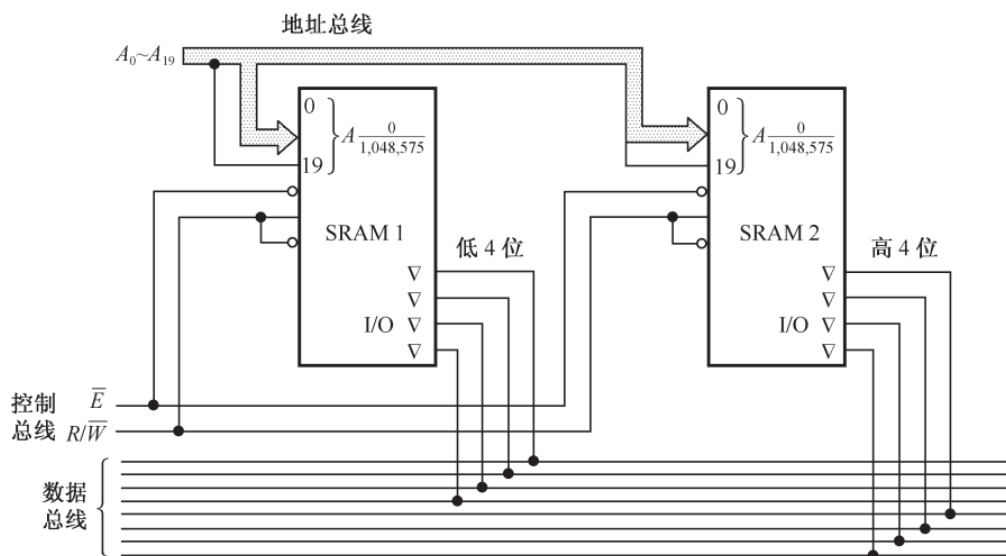 地址总线
A₀~A₁₉
0
19
A 0/1,048,575
SRAM 1
I/O
低 4 位
0
19
A 0/1,048,575
SRAM 2
I/O
高 4 位
控制
总线
E̅
R/W̅
数据
总线